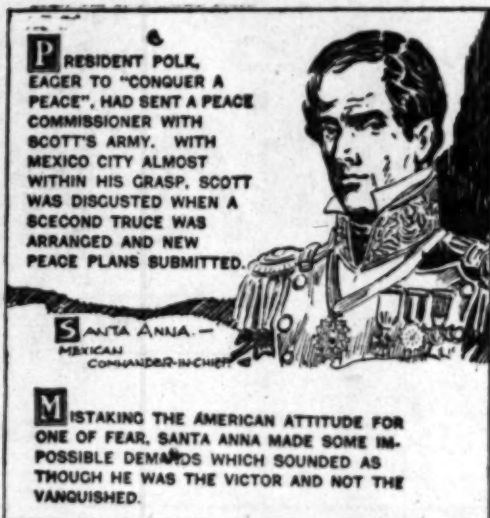 PRESIDENT POLK,
EAGER TO "CONQUER A
PEACE", HAD SENT A PEACE
COMMISSIONER WITH
SCOTT'S ARMY. WITH
MEXICO CITY ALMOST
WITHIN HIS GRASP, SCOTT
WAS DISGUSTED WHEN A
SCECOND TRUCE WAS
ARRANGED AND NEW
PEACE PLANS SUBMITTED.
SANTA ANNA.—
MEXICAN
COMMANDER-IN-CHIEF
MISTAKING THE AMERICAN ATTITUDE FOR
ONE OF FEAR, SANTA ANNA MADE SOME IM-
POSSIBLE DEMANDS WHICH SOUNDED AS
THOUGH HE WAS THE VICTOR AND NOT THE
VANQUISHED.